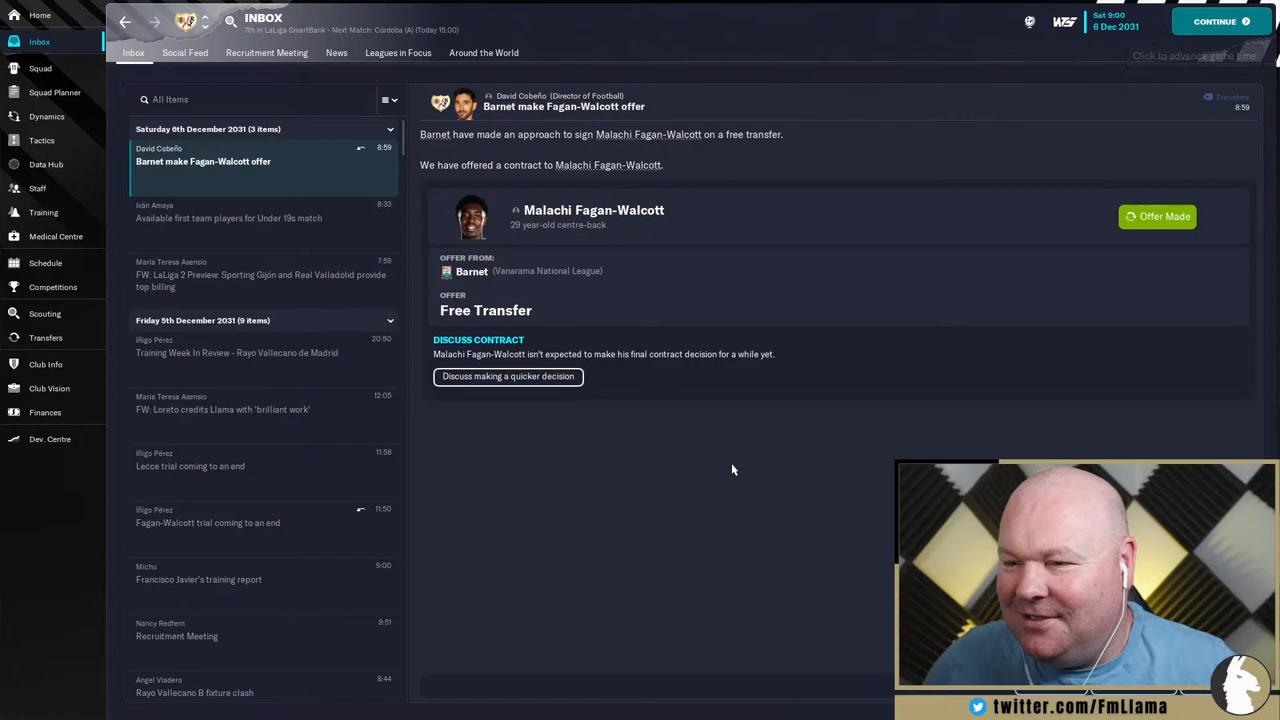 Home
Inbox
Squad
Squad Planner
Dynamics
Tactics
Data Hub
Staff
Training
Medical Centre
Schedule
Competitions
Scouting
Transfers
Club Info
Club Vision
Finances
Dev. Centre
INBOX
7th in LaLiga SmartBank - Next Match: Córdoba (A) (Today 15:00)
Sat 9:00
6 Dec 2031
CONTINUE
Click to advance game time
Inbox
Social Feed
Recruitment Meeting
News
Leagues in Focus
Around the World
All Items
Saturday 6th December 2031 (3 items)
David Cobeño 8:59
Barnet make Fagan-Walcott offer
Iván Amaya 8:33
Available first team players for Under 19s match
María Teresa Asensio 7:59
FW: LaLiga 2 Preview: Sporting Gijón and Real Valladolid provide
top billing
Friday 5th December 2031 (9 items)
Íñigo Pérez 20:50
Training Week In Review - Rayo Vallecano de Madrid
María Teresa Asensio 12:05
FW: Loreto credits Llama with 'brilliant work'
Íñigo Pérez 11:58
Lecce trial coming to an end
Íñigo Pérez 11:50
Fagan-Walcott trial coming to an end
Michu 9:00
Francisco Javier's training report
Nancy Redfern 8:51
Recruitment Meeting
Ángel Viadero 8:44
Rayo Vallecano B fixture clash
David Cobeño (Director of Football)
Barnet make Fagan-Walcott offer
Transfers
8:59
Barnet have made an approach to sign Malachi Fagan-Walcott on a free transfer.
We have offered a contract to Malachi Fagan-Walcott.
Malachi Fagan-Walcott
29 year-old centre-back
Offer Made
OFFER FROM:
Barnet (Vanarama National League)
OFFER
Free Transfer
DISCUSS CONTRACT
Malachi Fagan-Walcott isn't expected to make his final contract decision for a while yet.
Discuss making a quicker decision
twitter.com/FmLlama